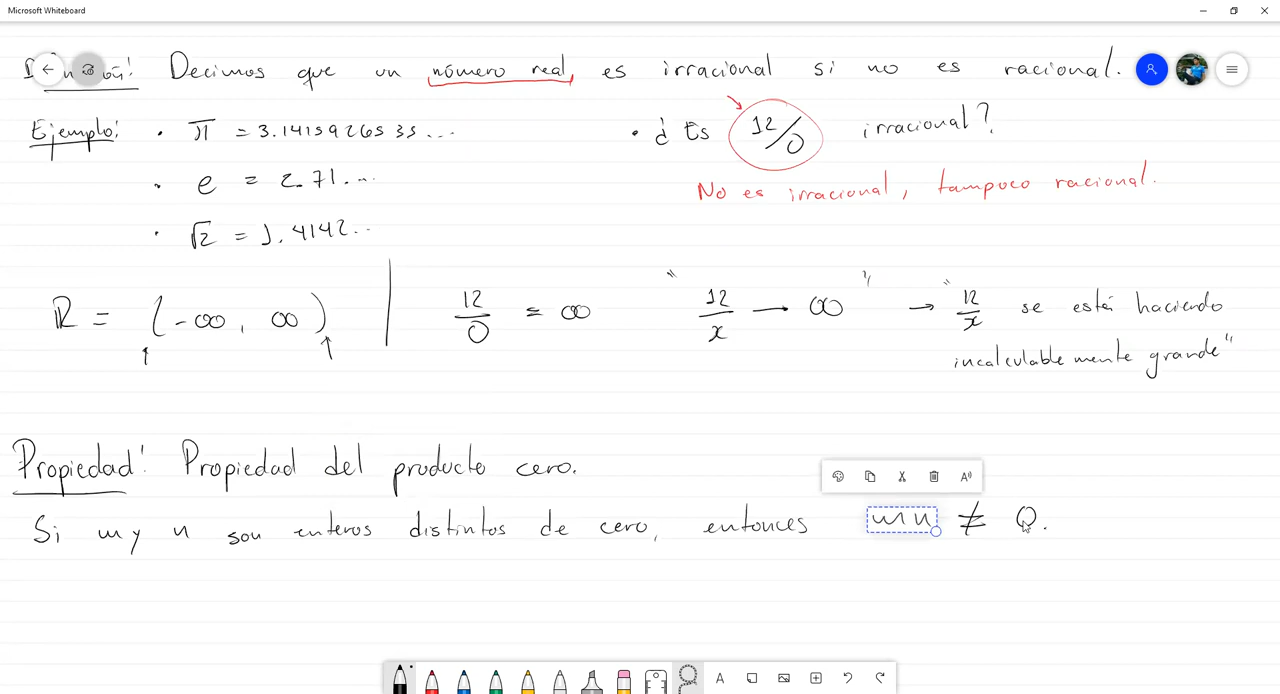 Microsoft Whiteboard
Decimos que un número real, es irracional si no es racional.
Ejemplo: · π = 3.1415926535...
· e = 2.71...
· √2 = 1.4142...
· ¿Es 12/0 irracional?
No es irracional, tampoco racional.
ℝ = (-∞, ∞)
12/0 = ∞
"12/x → ∞" → "12/x se está haciendo
incalculablemente grande"
Propiedad: Propiedad del producto cero.
Si m y n son enteros distintos de cero, entonces mn ≠ 0.